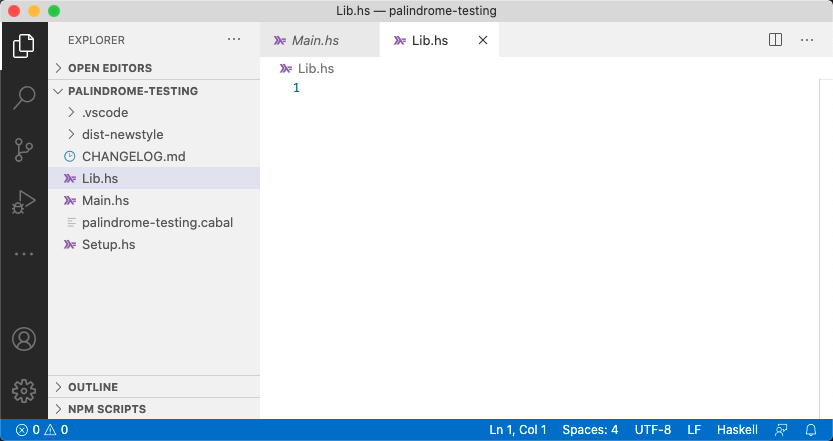 Lib.hs — palindrome-testing
EXPLORER
OPEN EDITORS
PALINDROME-TESTING
.vscode
dist-newstyle
CHANGELOG.md
Lib.hs
Main.hs
palindrome-testing.cabal
Setup.hs
OUTLINE
NPM SCRIPTS
Main.hs Lib.hs
Lib.hs
1
0 0 Ln 1, Col 1 Spaces: 4 UTF-8 LF Haskell